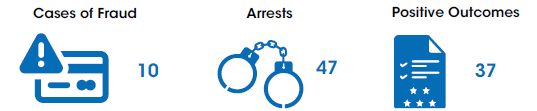 Cases of Fraud
10
Arrests
47
Positive Outcomes
37